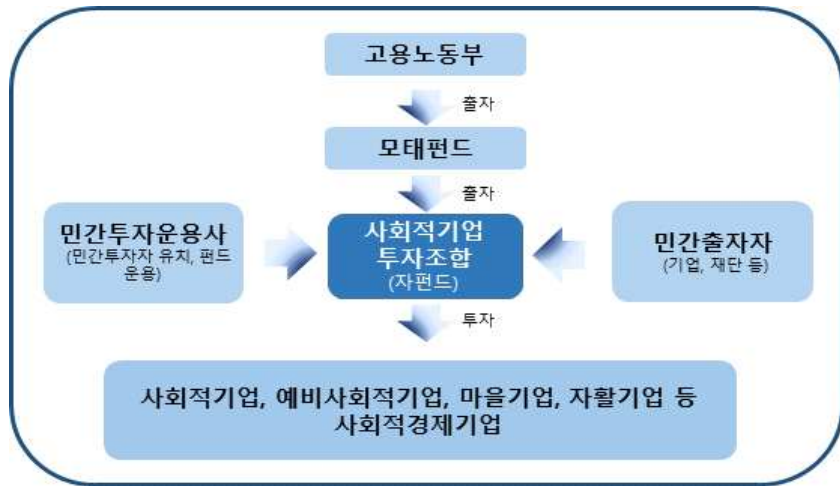 고용노동부
출자
모태펀드
출자
민간투자운용사
(민간투자자 유치, 펀드
운용)
사회적기업
투자조합
(자펀드)
민간출자자
(기업, 재단 등)
투자
사회적기업, 예비사회적기업, 마을기업, 자활기업 등
사회적경제기업